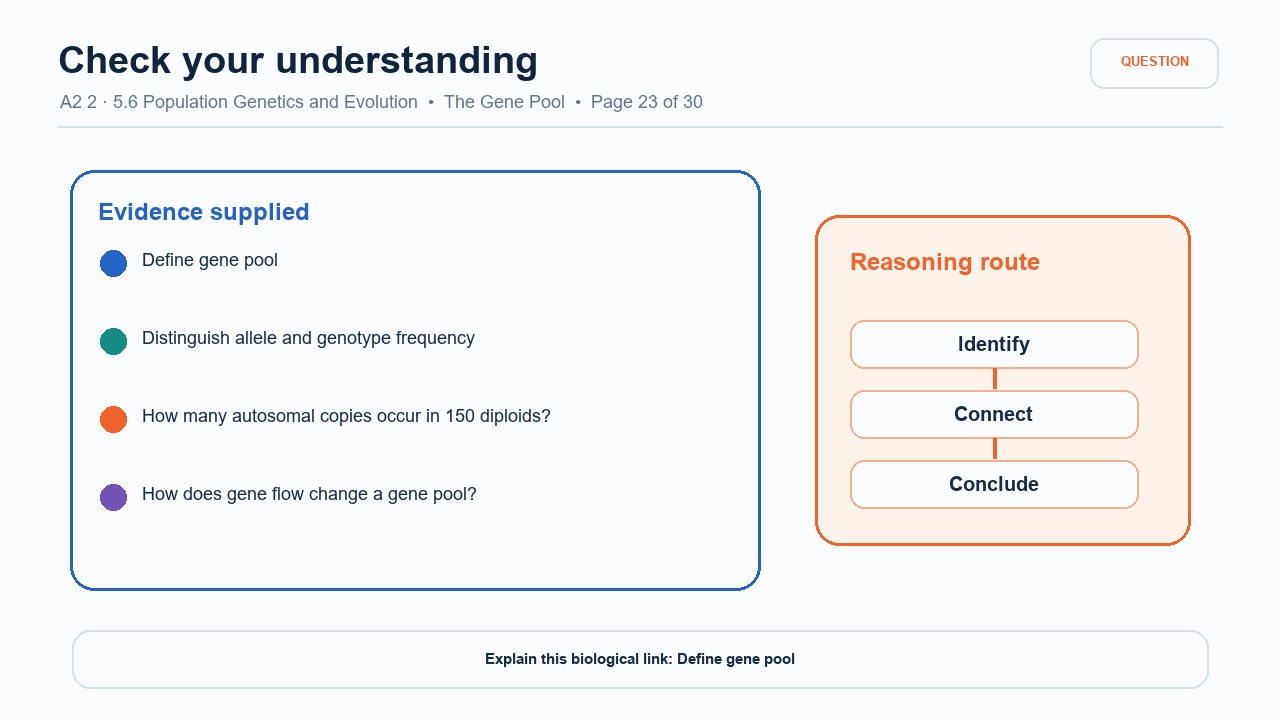 Check your understanding
QUESTION
A2 2 · 5.6 Population Genetics and Evolution • The Gene Pool • Page 23 of 30
Evidence supplied
Define gene pool
Distinguish allele and genotype frequency
How many autosomal copies occur in 150 diploids?
How does gene flow change a gene pool?
Reasoning route
Identify
Connect
Conclude
Explain this biological link: Define gene pool